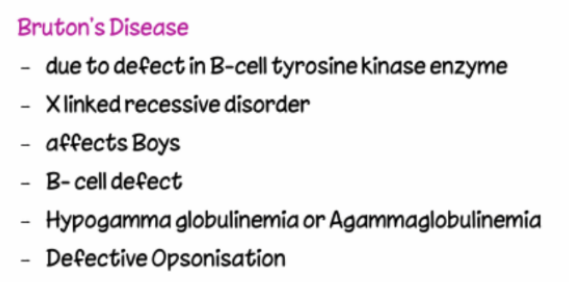 Bruton's Disease
- due to defect in B-cell tyrosine kinase enzyme
- X linked recessive disorder
- affects Boys
- B- cell defect
- Hypogamma globulinemia or Agammaglobulinemia
- Defective Opsonisation